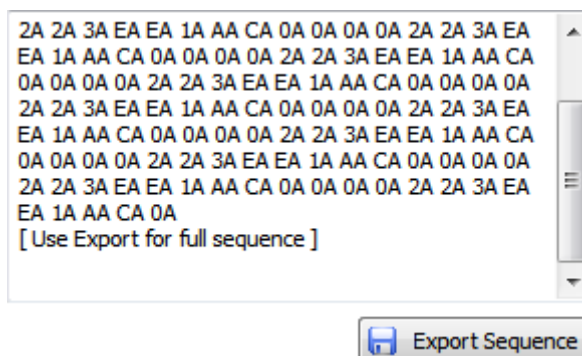 2A 2A 3A EA EA 1A AA CA 0A 0A 0A 0A 2A 2A 3A EA
EA 1A AA CA 0A 0A 0A 0A 2A 2A 3A EA EA 1A AA CA
0A 0A 0A 0A 2A 2A 3A EA EA 1A AA CA 0A 0A 0A 0A
2A 2A 3A EA EA 1A AA CA 0A 0A 0A 0A 2A 2A 3A EA
EA 1A AA CA 0A 0A 0A 0A 2A 2A 3A EA EA 1A AA CA
0A 0A 0A 0A 2A 2A 3A EA EA 1A AA CA 0A 0A 0A 0A
2A 2A 3A EA EA 1A AA CA 0A 0A 0A 0A 2A 2A 3A EA
EA 1A AA CA 0A
[ Use Export for full sequence ]
Export Sequence